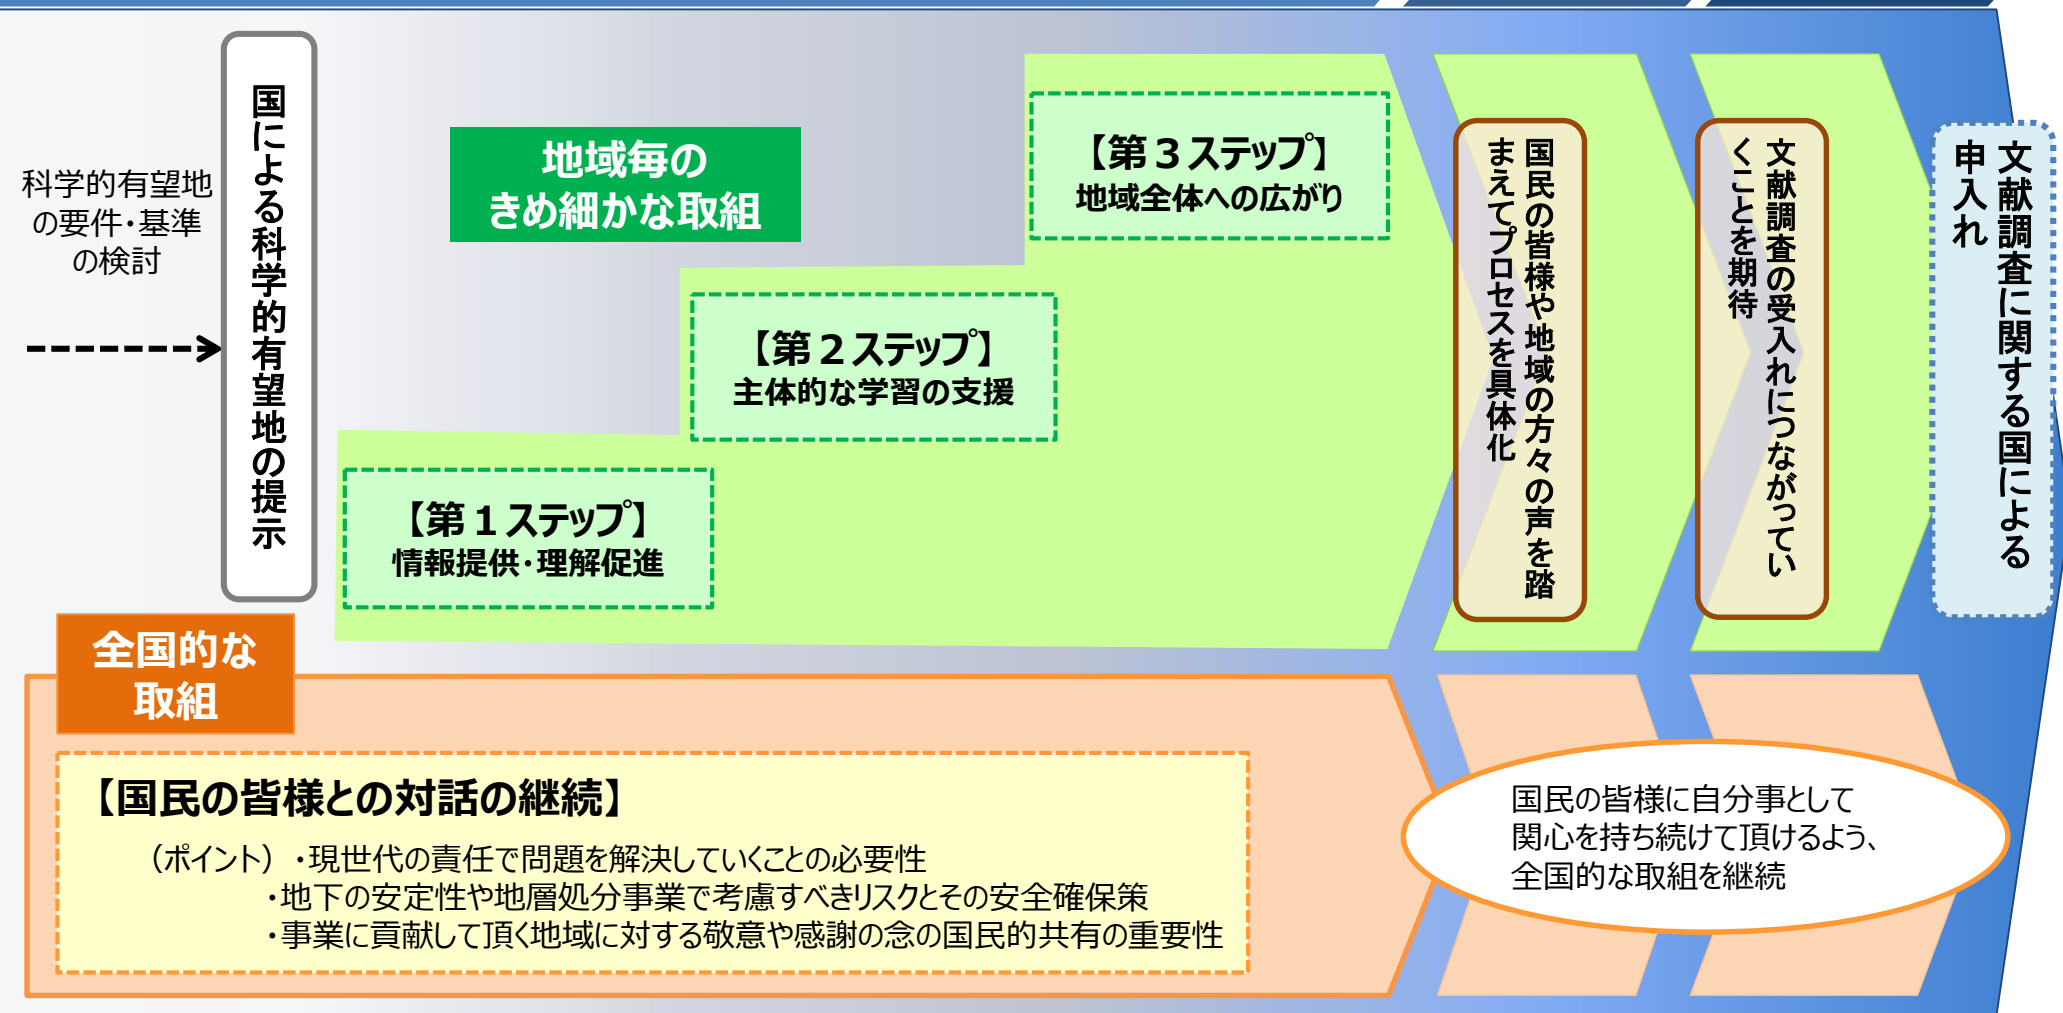 科学的有望地
の要件・基準
の検討
国による科学的有望地の提示
地域毎の
きめ細かな取組
【第１ステップ】
情報提供・理解促進
【第２ステップ】
主体的な学習の支援
【第３ステップ】
地域全体への広がり
国民の皆様や地域の方々の声を踏
まえてプロセスを具体化
文献調査の受入れにつながってい
くことを期待
文献調査に関する国による
申入れ
全国的な
取組
【国民の皆様との対話の継続】
（ポイント）・現世代の責任で問題を解決していくことの必要性
・地下の安定性や地層処分事業で考慮すべきリスクとその安全確保策
・事業に貢献して頂く地域に対する敬意や感謝の念の国民的共有の重要性
国民の皆様に自分事として
関心を持ち続けて頂けるよう、
全国的な取組を継続